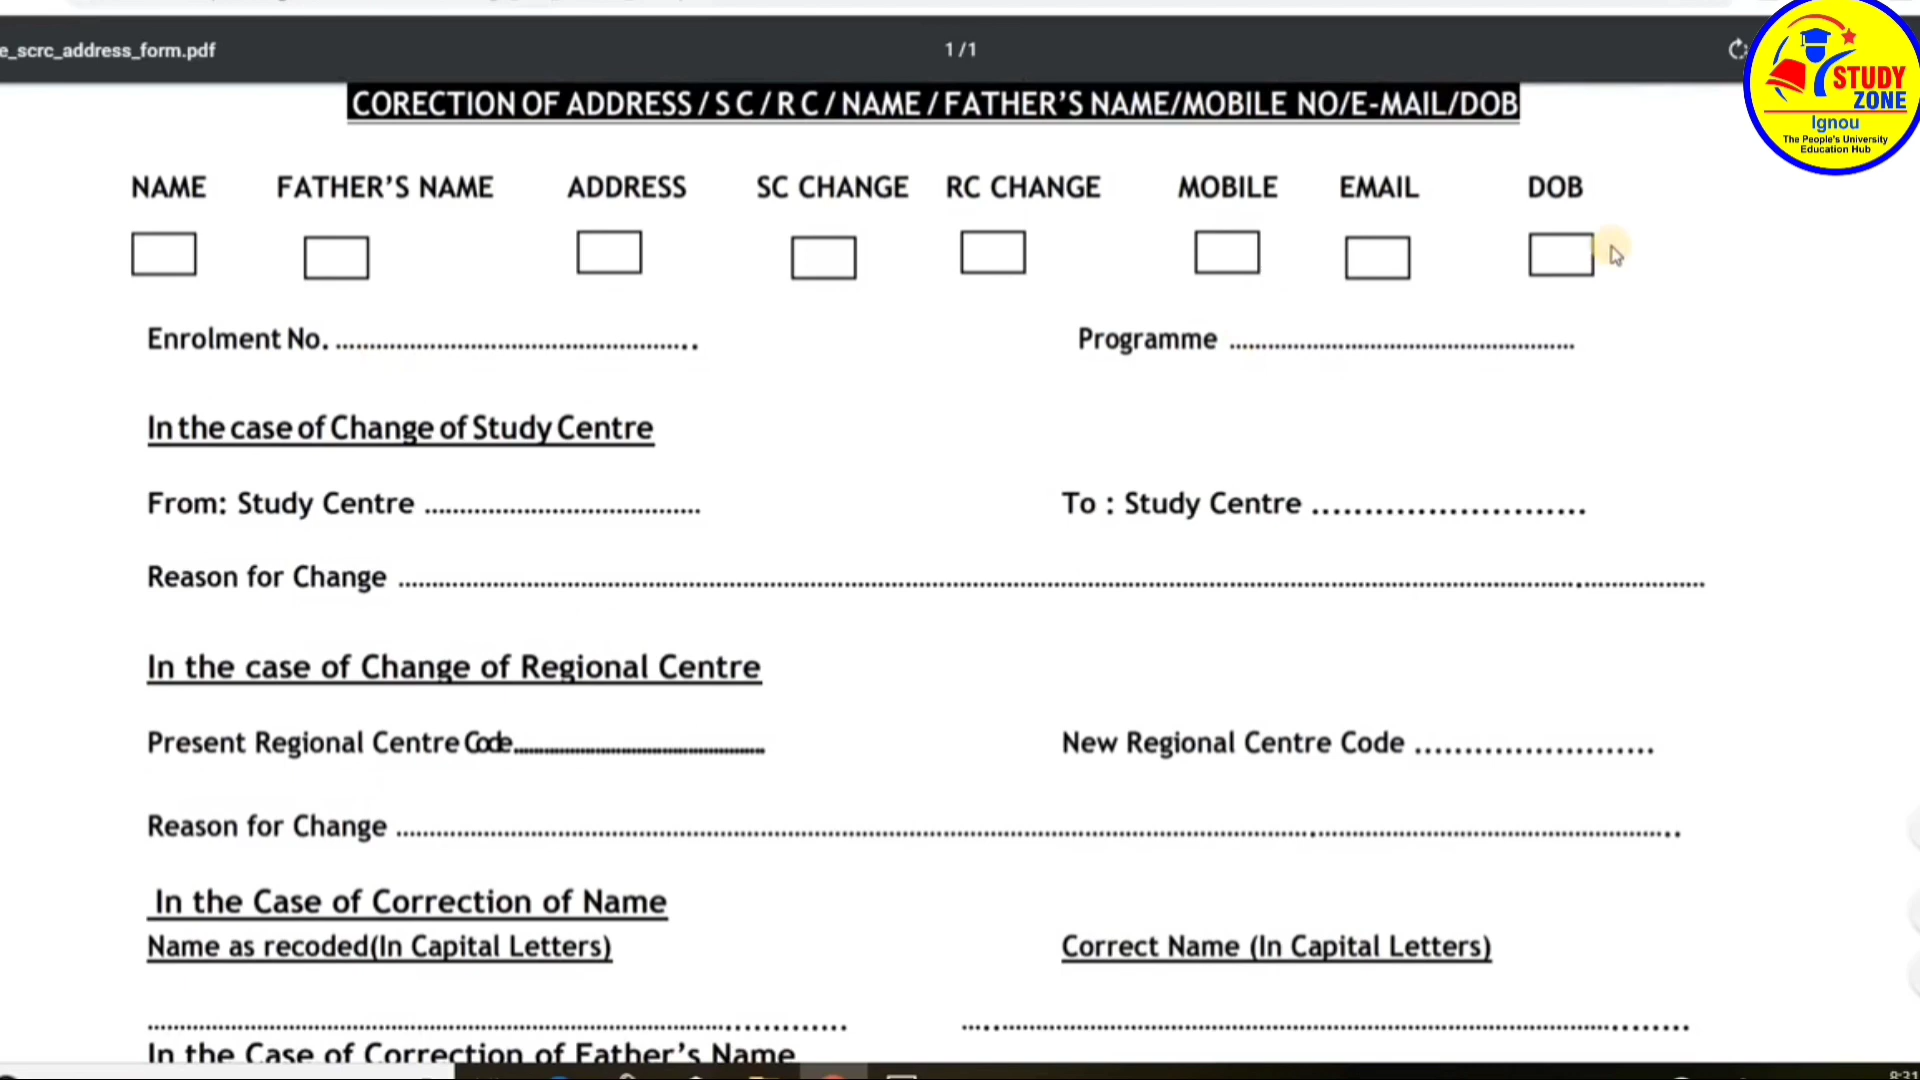 e_scrc_address_form.pdf
1 / 1
STUDY
ZONE
Ignou
The People's University
Education Hub
CORECTION OF ADDRESS / S C / R C / NAME / FATHER'S NAME/MOBILE NO/E-MAIL/DOB
NAME FATHER'S NAME ADDRESS SC CHANGE RC CHANGE MOBILE EMAIL DOB
Enrolment No. .................................................... Programme ....................................................
In the case of Change of Study Centre
From: Study Centre ....................................... To : Study Centre ..........................
Reason for Change ....................................................................................................
In the case of Change of Regional Centre
Present Regional Centre Code.................................................. New Regional Centre Code ........................
Reason for Change ....................................................................................................
In the Case of Correction of Name
Name as recoded(In Capital Letters) Correct Name (In Capital Letters)
.................................................................................... ....................................................................................
In the Case of Correction of Father's Name
8:31